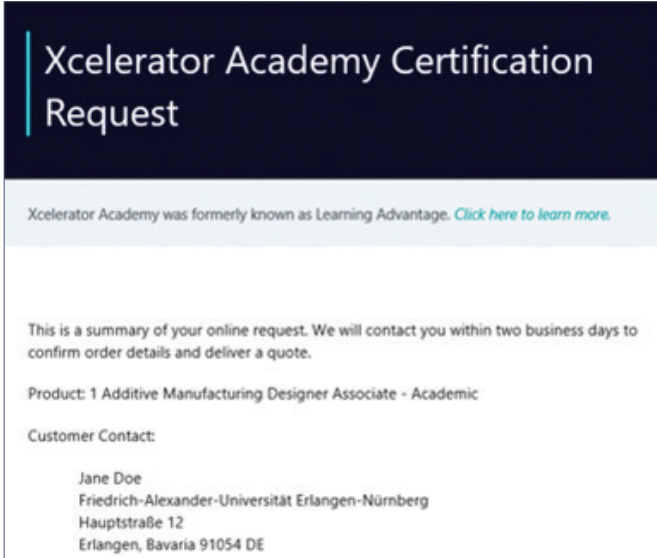 Xcelerator Academy Certification
Request
Xcelerator Academy was formerly known as Learning Advantage. Click here to learn more.
This is a summary of your online request. We will contact you within two business days to
confirm order details and deliver a quote.
Product: 1 Additive Manufacturing Designer Associate - Academic
Customer Contact:
Jane Doe
Friedrich-Alexander-Universität Erlangen-Nürnberg
Hauptstraße 12
Erlangen, Bavaria 91054 DE